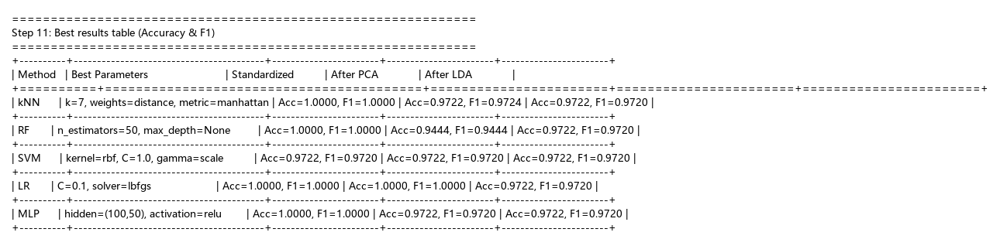 ============================================================
Step 11: Best results table (Accuracy & F1)
============================================================
+----------+-----------------------------------------+-----------------------+-----------------------+-----------------------+
| Method | Best Parameters | Standardized | After PCA | After LDA |
+==========+=========================================+=======================+=======================+=======================+
| kNN | k=7, weights=distance, metric=manhattan | Acc=1.0000, F1=1.0000 | Acc=0.9722, F1=0.9724 | Acc=0.9722, F1=0.9720 |
+----------+-----------------------------------------+-----------------------+-----------------------+-----------------------+
| RF | n_estimators=50, max_depth=None | Acc=1.0000, F1=1.0000 | Acc=0.9444, F1=0.9444 | Acc=0.9722, F1=0.9720 |
+----------+-----------------------------------------+-----------------------+-----------------------+-----------------------+
| SVM | kernel=rbf, C=1.0, gamma=scale | Acc=0.9722, F1=0.9720 | Acc=0.9722, F1=0.9720 | Acc=0.9722, F1=0.9720 |
+----------+-----------------------------------------+-----------------------+-----------------------+-----------------------+
| LR | C=0.1, solver=lbfgs | Acc=1.0000, F1=1.0000 | Acc=1.0000, F1=1.0000 | Acc=0.9722, F1=0.9720 |
+----------+-----------------------------------------+-----------------------+-----------------------+-----------------------+
| MLP | hidden=(100,50), activation=relu | Acc=1.0000, F1=1.0000 | Acc=0.9722, F1=0.9720 | Acc=0.9722, F1=0.9720 |
+----------+-----------------------------------------+-----------------------+-----------------------+-----------------------+